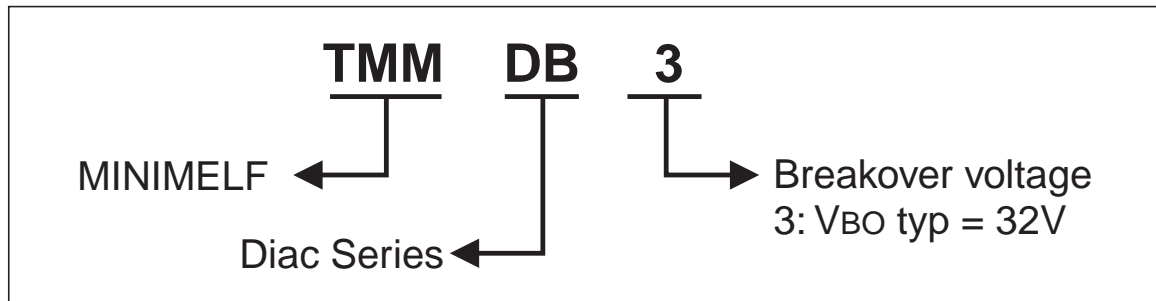 TMM DB 3
MINIMELF
Breakover voltage
3: VBO typ = 32V
Diac Series